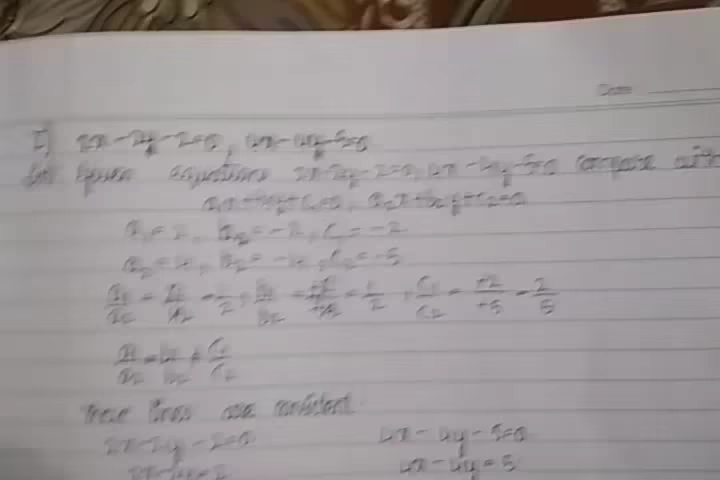 Date
I) 2x-2y-2=0, 4x-4y-5=0
Sol Given equations 2x-2y-2=0, 4x-4y-5=0 compare with
a1x+b1y+c1=0, a2x+b2y+c2=0
a1=2, b2=-2, c1=-2
a2=4, b2=-4, c2=-5
a1/a2 = 2/4 = 1/2, b1/b2 = = 1/2, c1/c2 = +2/+5 = 2/5
a1/a2 = b1/b2 ≠ c1/c2
These lines are
2x-2y-2=0 4x-4y-5=0
2x-2y=2 4x-4y=5